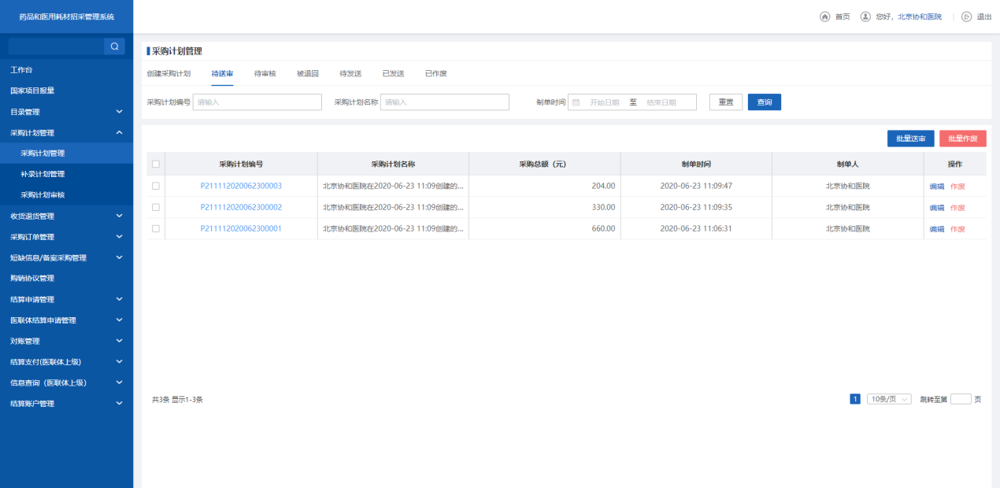 药品和医用耗材招采管理系统
首页 您好，北京协和医院 退出
工作台
国家项目报量
目录管理
采购计划管理
采购计划管理
补录计划管理
采购计划审核
收货退货管理
采购订单管理
短缺信息/备案采购管理
购销协议管理
结算申请管理
医联体结算申请管理
对账管理
结算支付(医联体上级)
信息查询（医联体上级）
结算账户管理
采购计划管理
创建采购计划 待送审 待审核 被退回 待发送 已发送 已作废
采购计划编号 请输入 采购计划名称 请输入 制单时间 开始日期 至 结束日期 重置 查询
批量送审 批量作废
采购计划编号 采购计划名称 采购总额（元） 制单时间 制单人 操作
P211112020062300003 北京协和医院在2020-06-23 11:09创建的... 204.00 2020-06-23 11:09:47 北京协和医院 编辑 作废
P211112020062300002 北京协和医院在2020-06-23 11:09创建的... 330.00 2020-06-23 11:09:35 北京协和医院 编辑 作废
P211112020062300001 北京协和医院在2020-06-23 11:09创建的... 660.00 2020-06-23 11:06:31 北京协和医院 编辑 作废
共3条 显示1-3条 1 10条/页 跳转至第 页